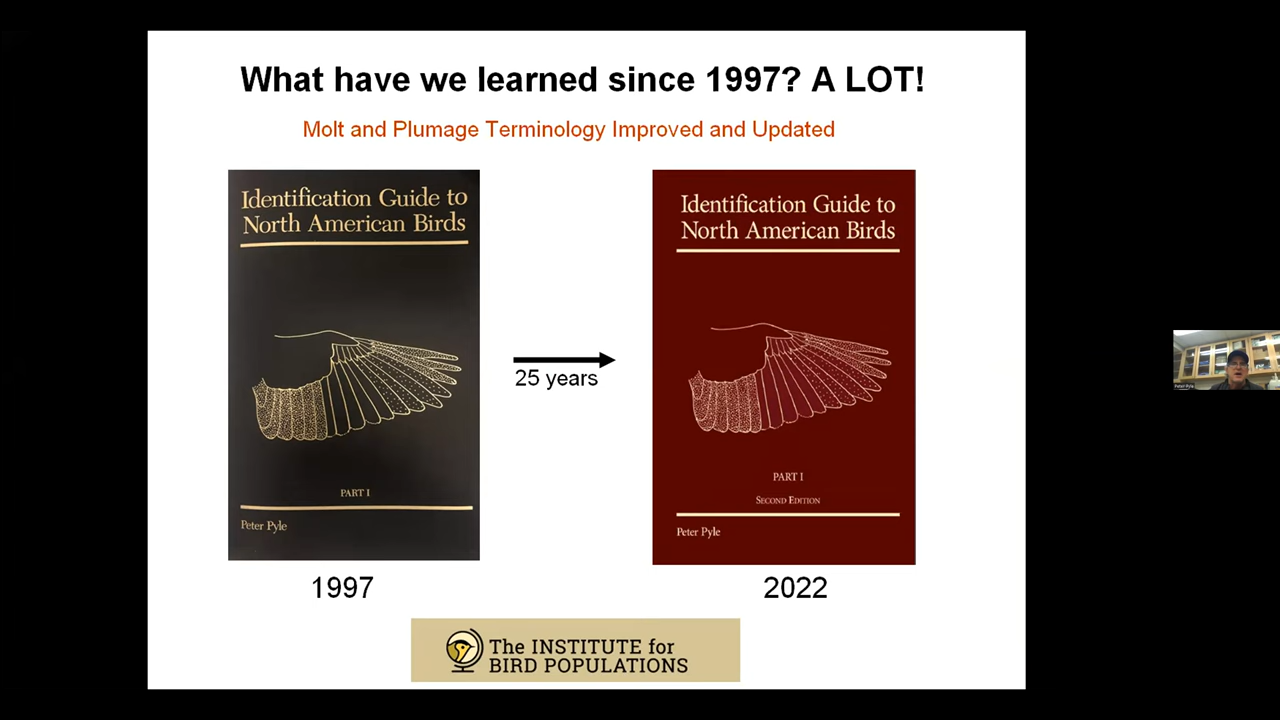 What have we learned since 1997? A LOT!
Molt and Plumage Terminology Improved and Updated
Identification Guide to
North American Birds
PART I
Peter Pyle
1997
25 years
Identification Guide to
North American Birds
PART I
SECOND EDITION
Peter Pyle
2022
The INSTITUTE for
BIRD POPULATIONS
Peter Pyle